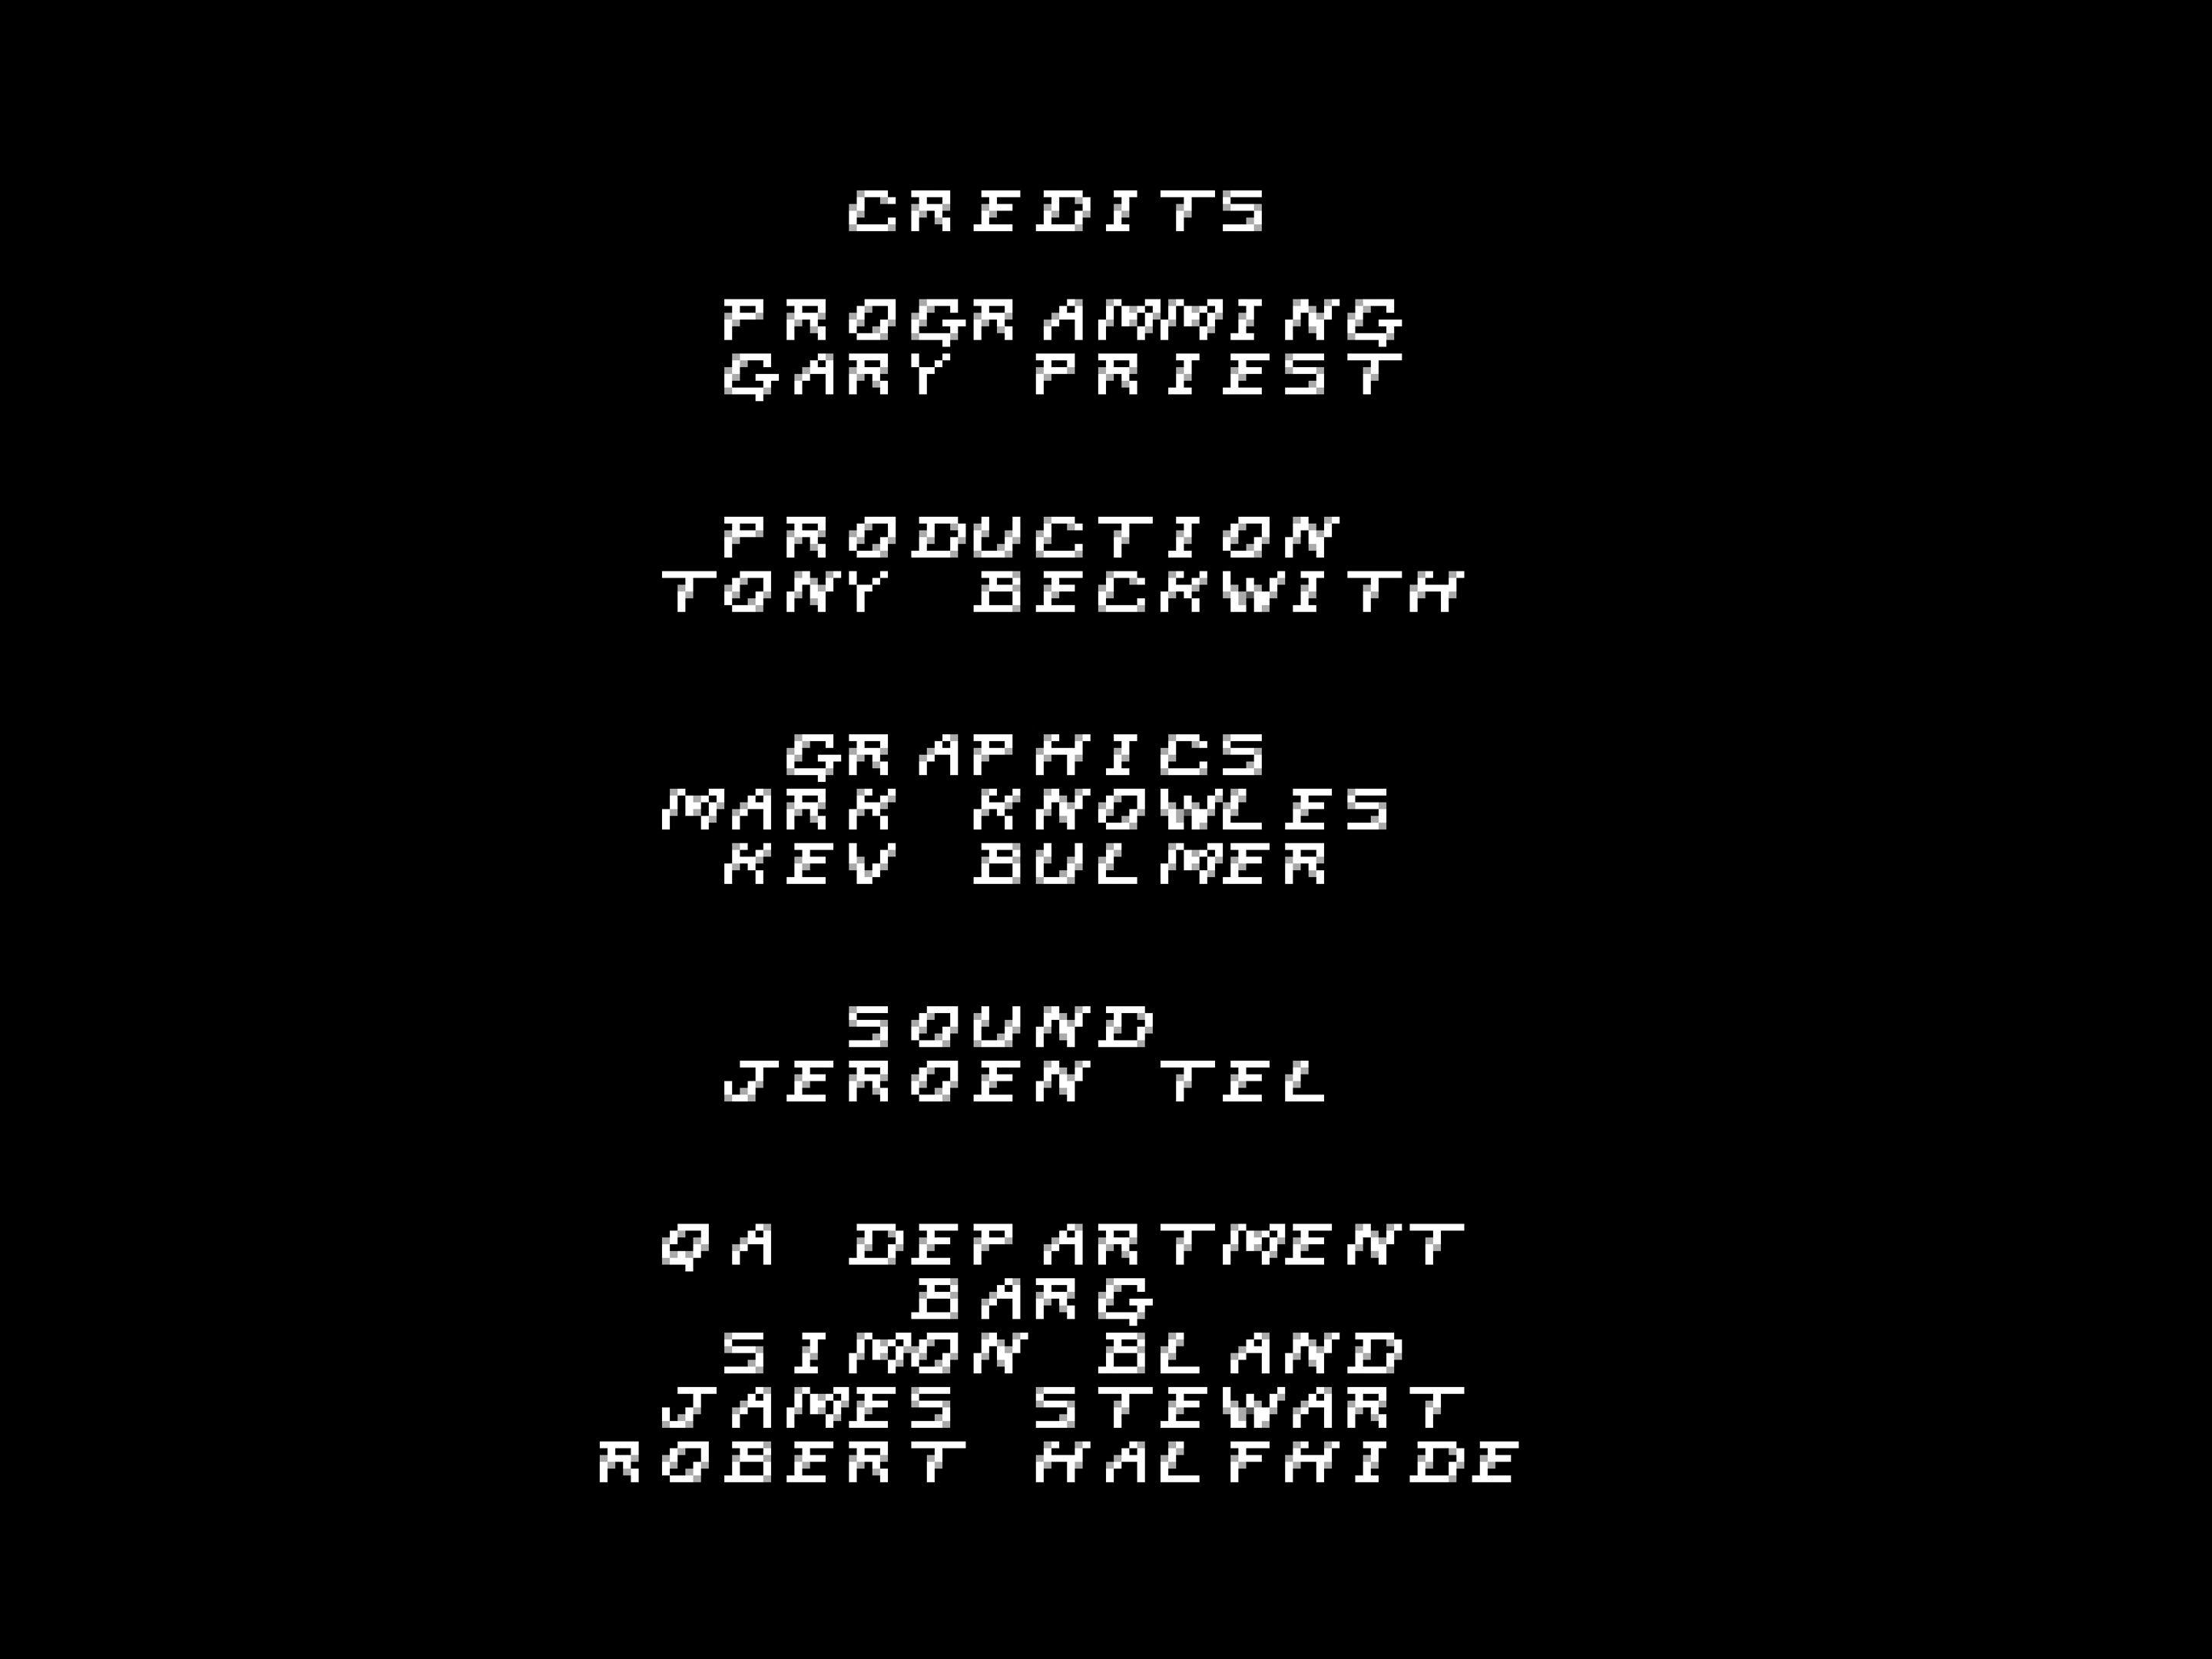 CREDITS
PROGRAMMING
GARY PRIEST
PRODUCTION
TONY BECKWITH
GRAPHICS
MARK KNOWLES
KEV BULMER
SOUND
JEROEN TEL
QA DEPARTMENT
BARG
SIMON BLAND
JAMES STEWART
ROBERT HALFHIDE